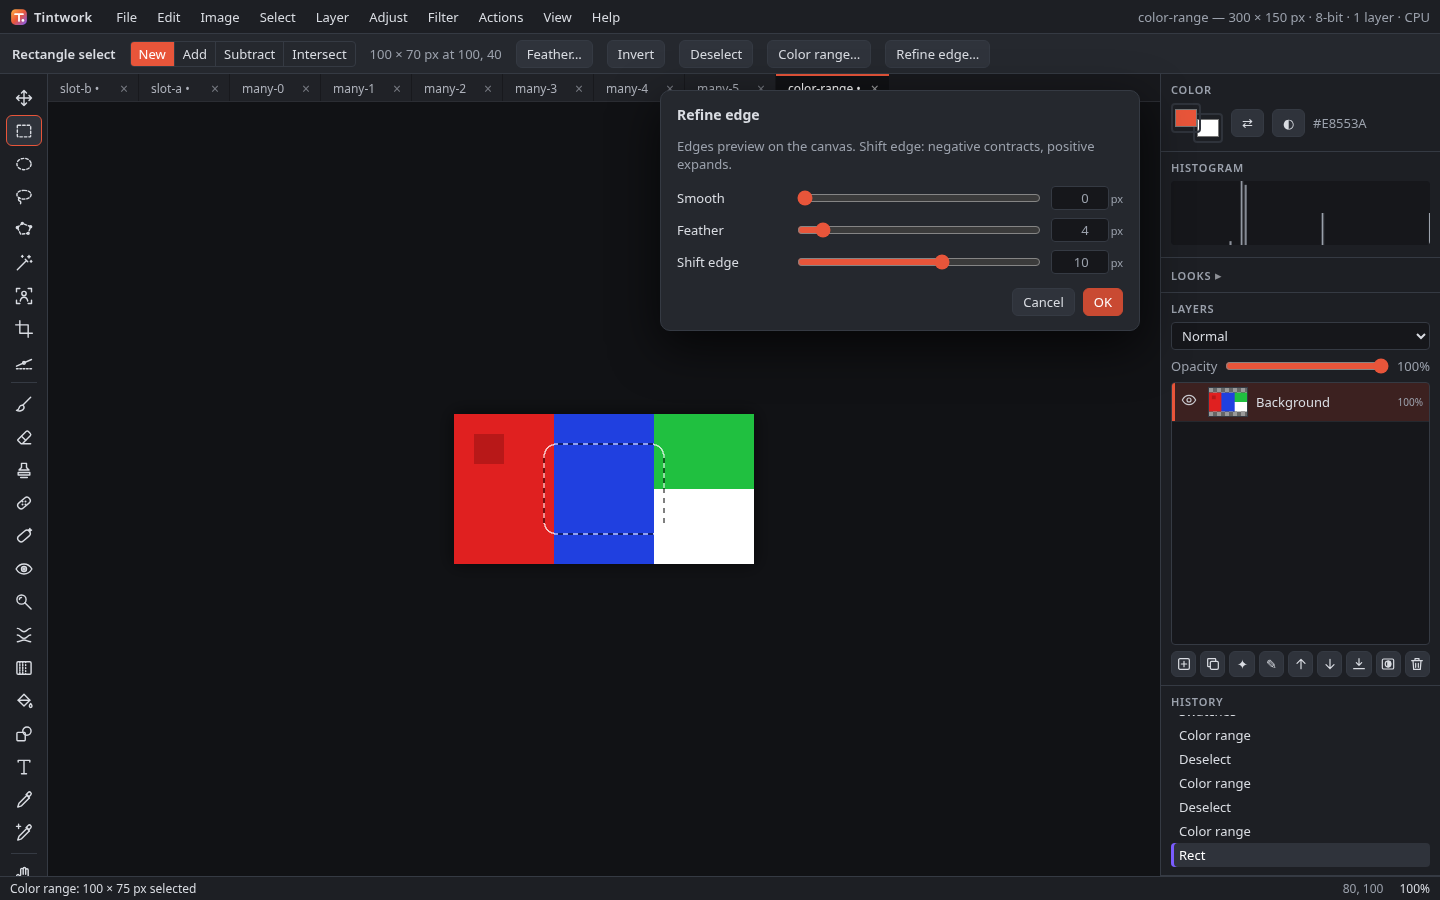 Tintwork File Edit Image Select Layer Adjust Filter Actions View Help color-range — 300 × 150 px · 8-bit · 1 layer · CPU
Rectangle select New Add Subtract Intersect 100 × 70 px at 100, 40 Feather... Invert Deselect Color range... Refine edge...
slot-b • × slot-a • × many-0 × many-1 × many-2 × many-3 × many-4 × many-5 × color-range • ×
Refine edge
Edges preview on the canvas. Shift edge: negative contracts, positive
expands.
Smooth 0 px
Feather 4 px
Shift edge 10 px
Cancel OK
COLOR
#E8553A
HISTOGRAM
LOOKS ▸
LAYERS
Normal
Opacity 100%
Background 100%
HISTORY
Color range
Deselect
Color range
Deselect
Color range
Rect
Color range: 100 × 75 px selected 80, 100 100%